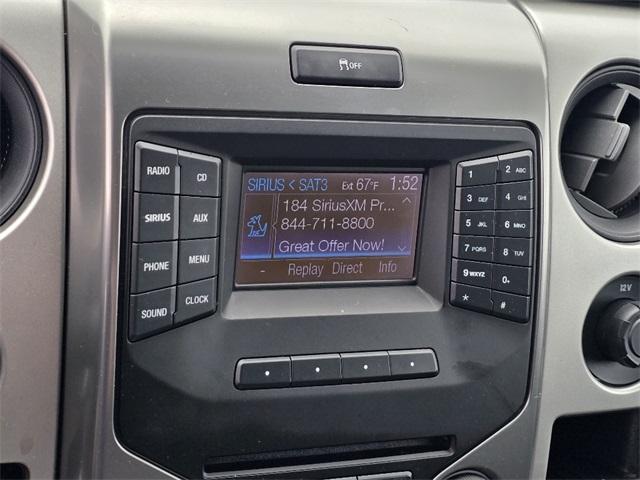 OFF
RADIO CD
SIRIUS AUX
PHONE MENU
SOUND CLOCK
SIRIUS < SAT3 Ext 67°F 1:52
184 SiriusXM Pr...
844-711-8800
Great Offer Now!
- Replay Direct Info
1 2 ABC
3 DEF 4 GHI
5 JKL 6 MNO
7 PQRS 8 TUV
9 WXYZ 0+
* #
12V